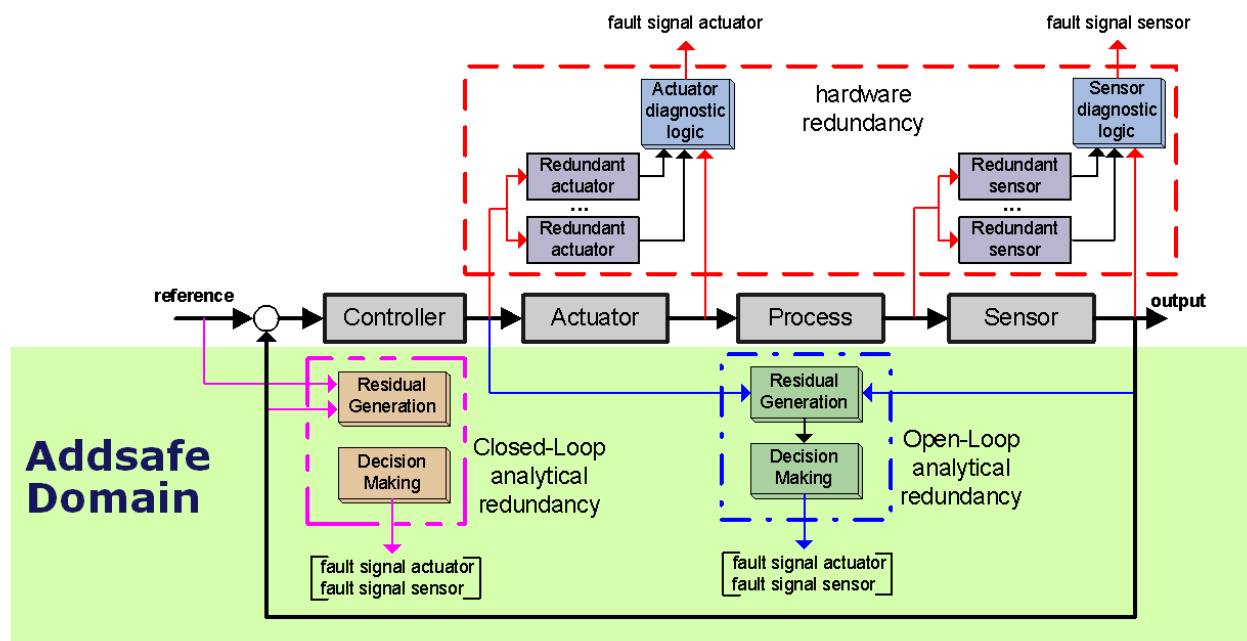 fault signal actuator
fault signal sensor
Actuator
diagnostic
logic
hardware
redundancy
Sensor
diagnostic
logic
Redundant
actuator
...
Redundant
actuator
Redundant
sensor
...
Redundant
sensor
reference
Controller
Actuator
Process
Sensor
output
Addsafe
Domain
Residual
Generation
Decision
Making
Closed-Loop
analytical
redundancy
fault signal actuator
fault signal sensor
Residual
Generation
Decision
Making
Open-Loop
analytical
redundancy
fault signal actuator
fault signal sensor